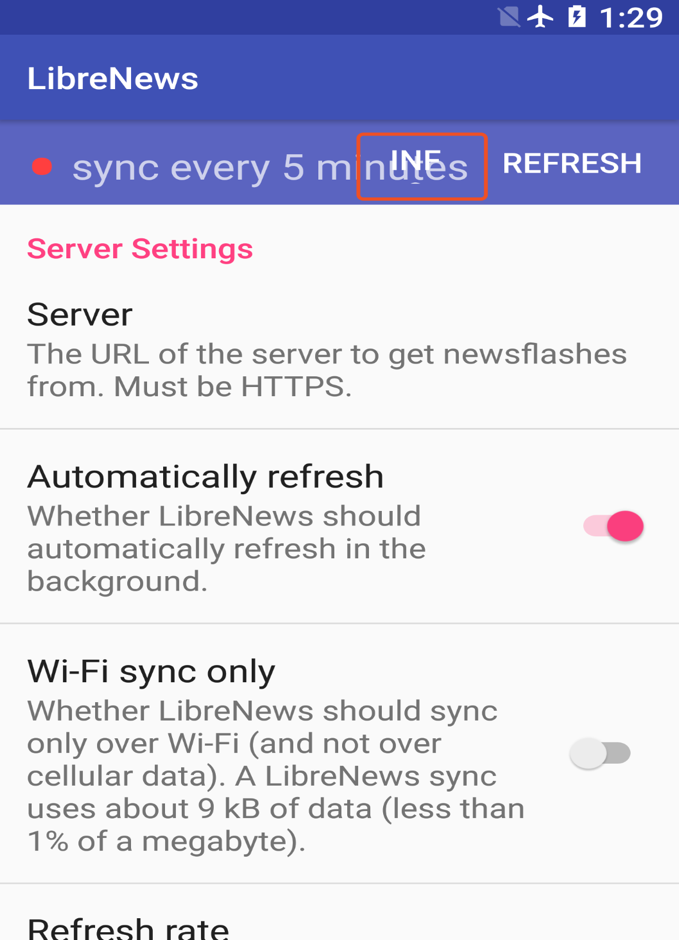 1:29
LibreNews
sync every 5 minutes
INF
REFRESH
Server Settings
Server
The URL of the server to get newsflashes
from. Must be HTTPS.
Automatically refresh
Whether LibreNews should
automatically refresh in the
background.
Wi-Fi sync only
Whether LibreNews should sync
only over Wi-Fi (and not over
cellular data). A LibreNews sync
uses about 9 kB of data (less than
1% of a megabyte).
Refresh rate